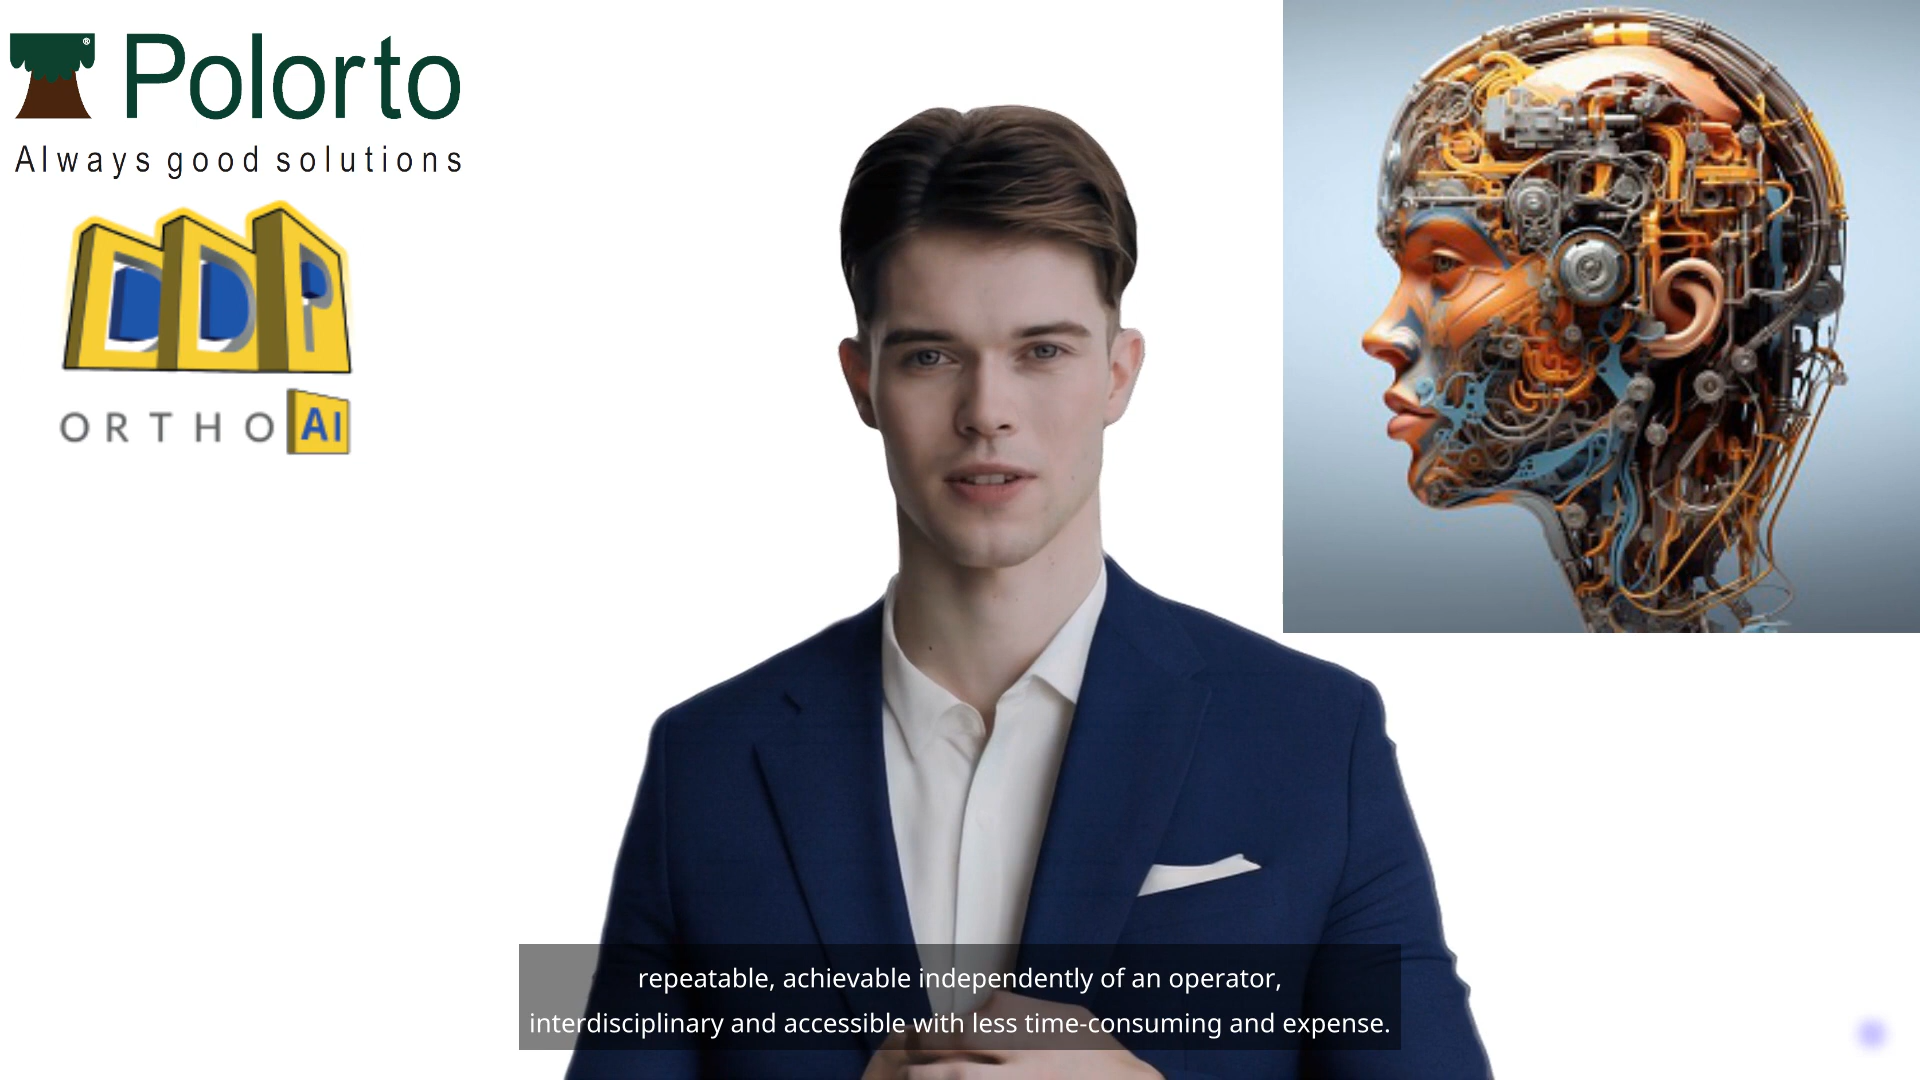 Polorto
®
Always good solutions
DDP
ORTHO AI
repeatable, achievable independently of an operator,
interdisciplinary and accessible with less time-consuming and expense.